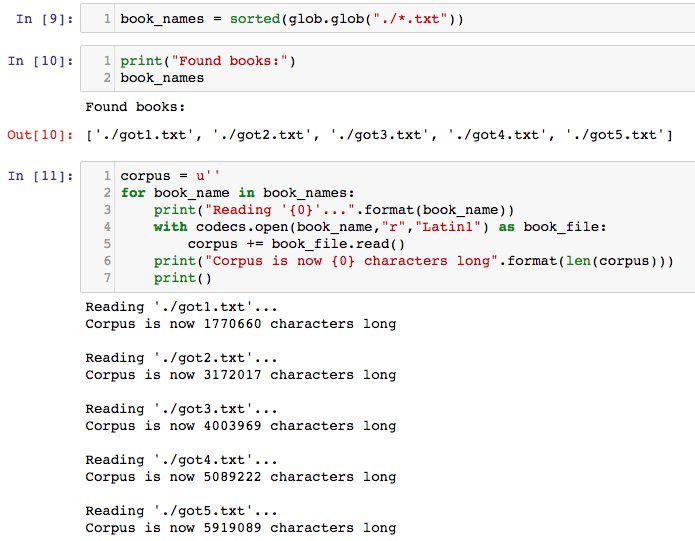 In [9]: 1 book_names = sorted(glob.glob("./*.txt"))
In [10]: 1 print("Found books:")
2 book_names
Found books:
Out[10]: ['./got1.txt', './got2.txt', './got3.txt', './got4.txt', './got5.txt']
In [11]: 1 corpus = u''
2 for book_name in book_names:
3     print("Reading '{0}'...".format(book_name))
4     with codecs.open(book_name,"r","Latin1") as book_file:
5         corpus += book_file.read()
6     print("Corpus is now {0} characters long".format(len(corpus)))
7     print()
Reading './got1.txt'...
Corpus is now 1770660 characters long
Reading './got2.txt'...
Corpus is now 3172017 characters long
Reading './got3.txt'...
Corpus is now 4003969 characters long
Reading './got4.txt'...
Corpus is now 5089222 characters long
Reading './got5.txt'...
Corpus is now 5919089 characters long